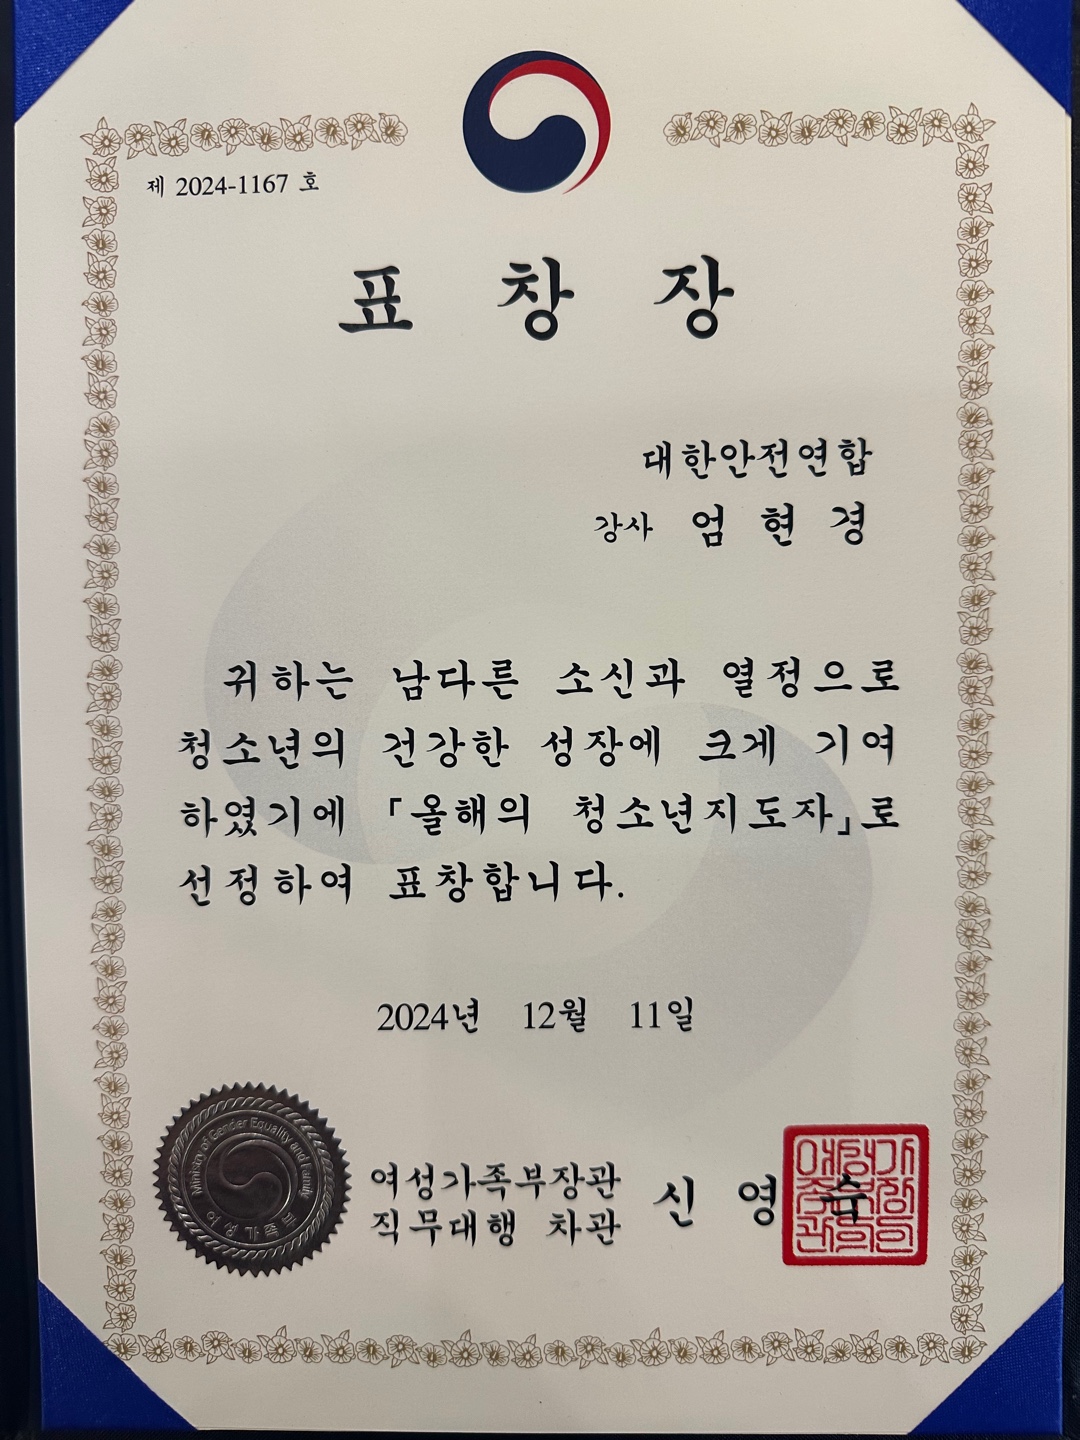 제 2024-1167 호
표 창 장
대한안전연합
강사 엄 현 경
귀하는 남다른 소신과 열정으로
청소년의 건강한 성장에 크게 기여
하였기에 「올해의 청소년지도자」로
선정하여 표창합니다.
2024년 12월 11일
Ministry of Gender Equality and Family
여성가족부
여성가족부장관
직무대행 차관 신 영 숙